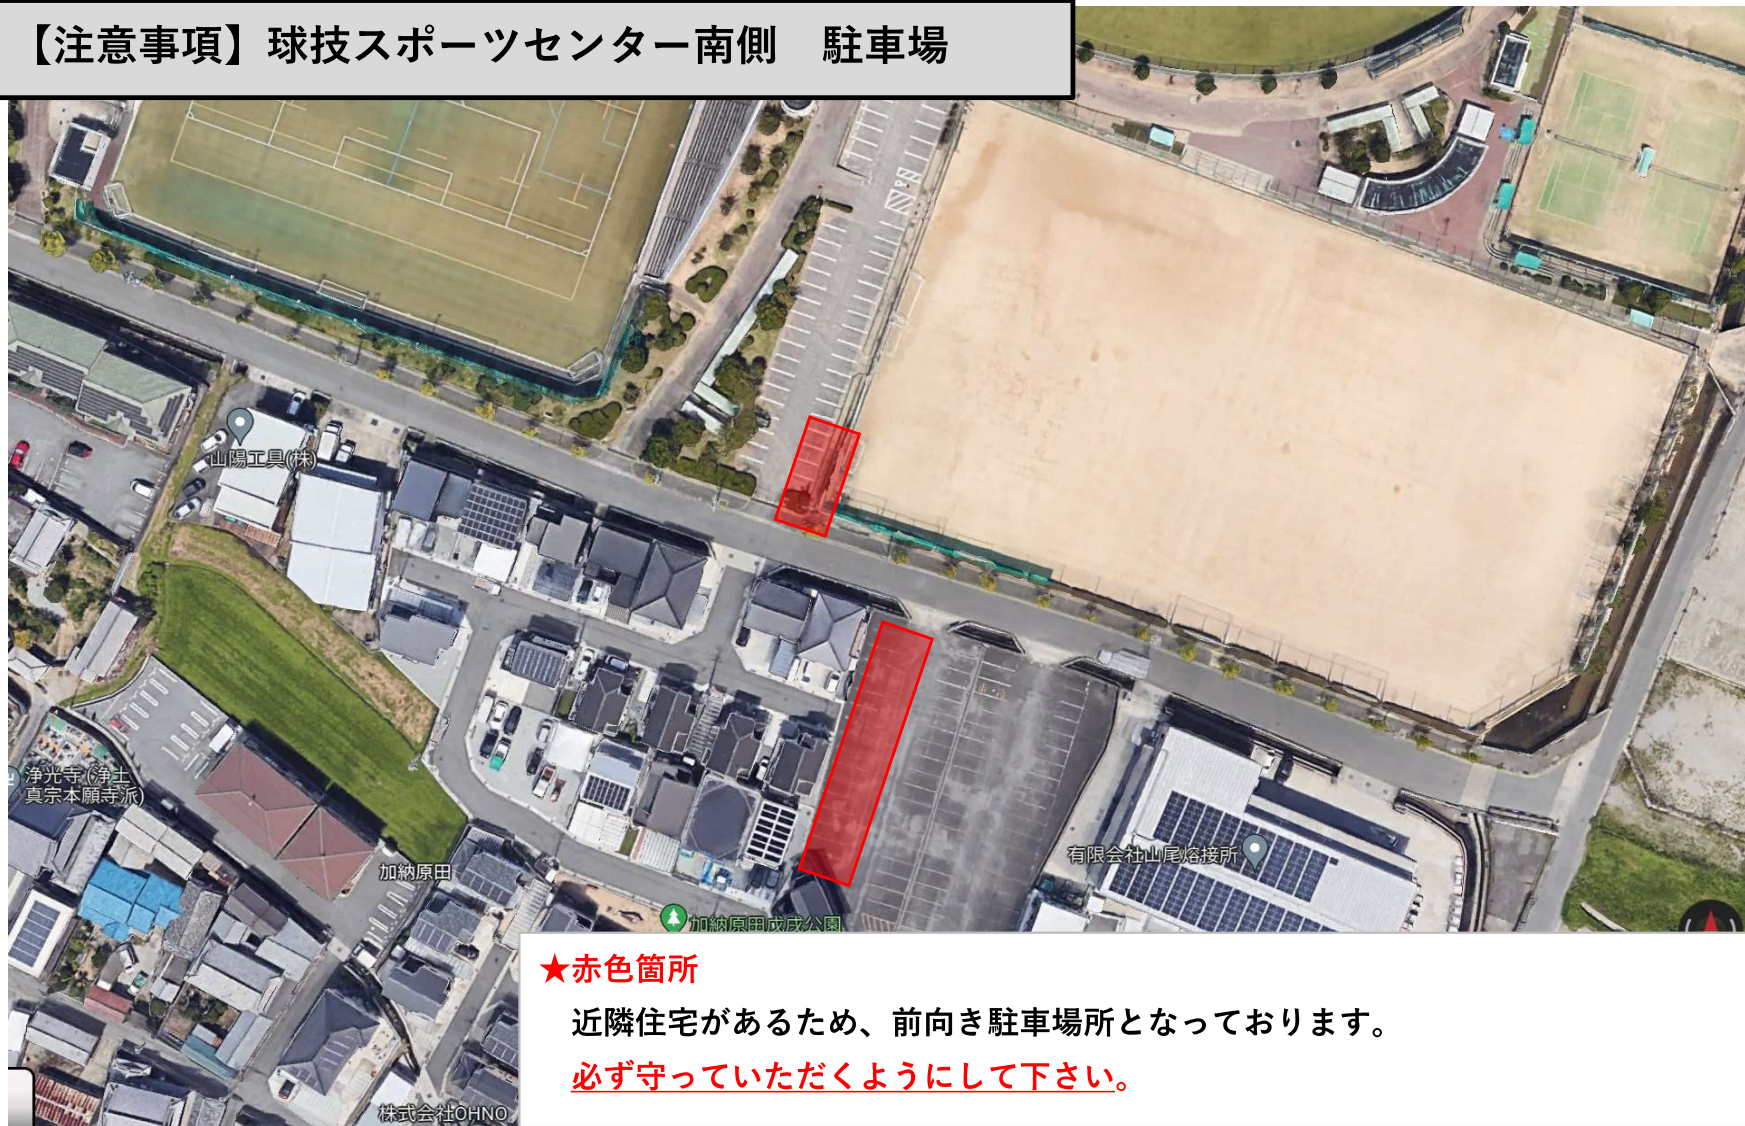 【注意事項】球技スポーツセンター南側　駐車場
山陽工具(株)
浄光寺 (浄土
真宗本願寺派)
加納原田
有限会社山尾熔接所
加納原田戊戌公園
株式会社OHNO
★赤色箇所
近隣住宅があるため、前向き駐車場所となっております。
必ず守っていただくようにして下さい。